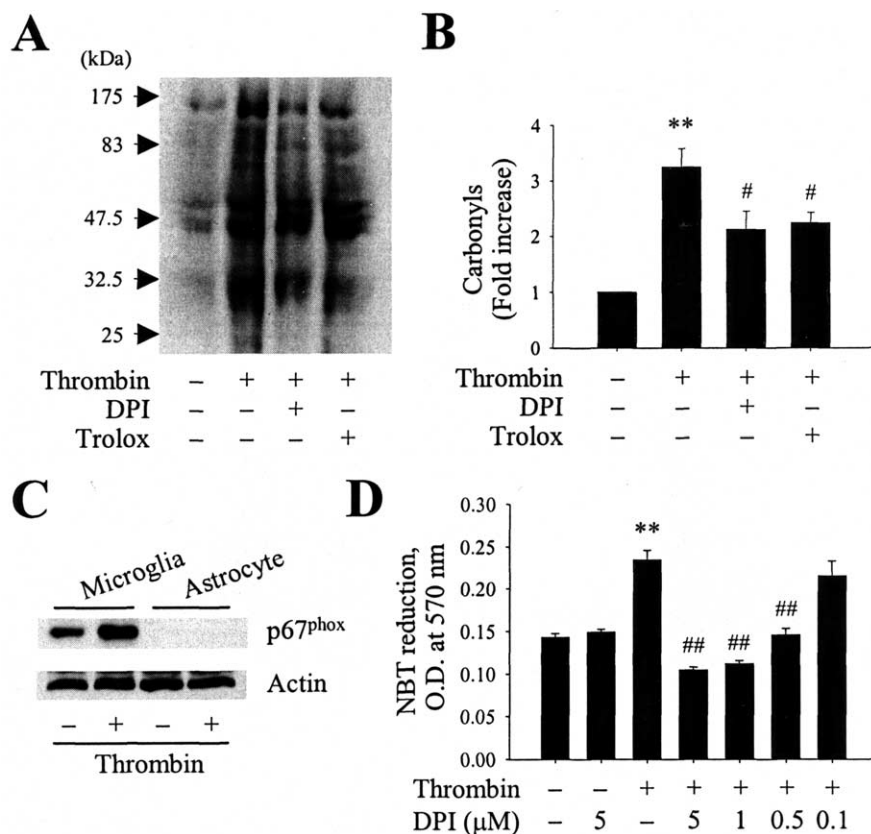 A
(kDa)
175
83
47.5
32.5
25
Thrombin – + + +
DPI – – + –
Trolox – – – +
B
Carbonyls
(Fold increase)
4
3
2
1
0
**
#
#
Thrombin – + + +
DPI – – + –
Trolox – – – +
C
Microglia Astrocyte
p67phox
Actin
– + – +
Thrombin
D
NBT reduction,
O.D. at 570 nm
0.30
0.25
0.20
0.15
0.10
0.05
0.00
**
##
##
##
Thrombin – – + + + + +
DPI (μM) – 5 – 5 1 0.5 0.1